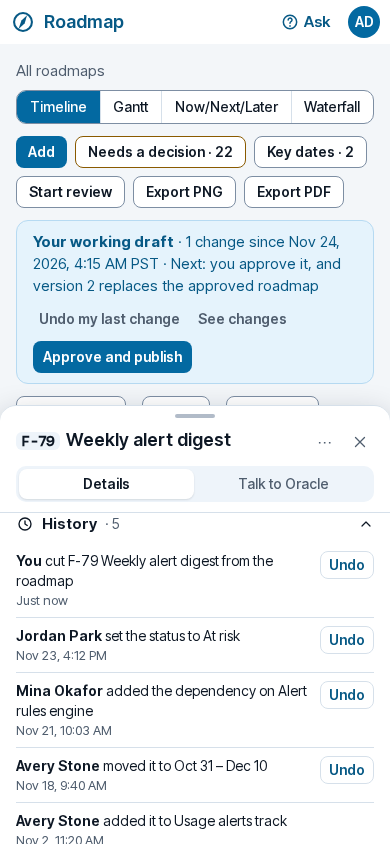 Roadmap
Ask
AD
All roadmaps
Timeline
Gantt
Now/Next/Later
Waterfall
Add
Needs a decision · 22
Key dates · 2
Start review
Export PNG
Export PDF
Your working draft · 1 change since Nov 24,
2026, 4:15 AM PST · Next: you approve it, and
version 2 replaces the approved roadmap
Undo my last change
See changes
Approve and publish
F-79 Weekly alert digest
Details
Talk to Oracle
History · 5
You cut F-79 Weekly alert digest from the
roadmap
Just now
Undo
Jordan Park set the status to At risk
Nov 23, 4:12 PM
Undo
Mina Okafor added the dependency on Alert
rules engine
Nov 21, 10:03 AM
Undo
Avery Stone moved it to Oct 31 – Dec 10
Nov 18, 9:40 AM
Undo
Avery Stone added it to Usage alerts track
Nov 2, 11:20 AM